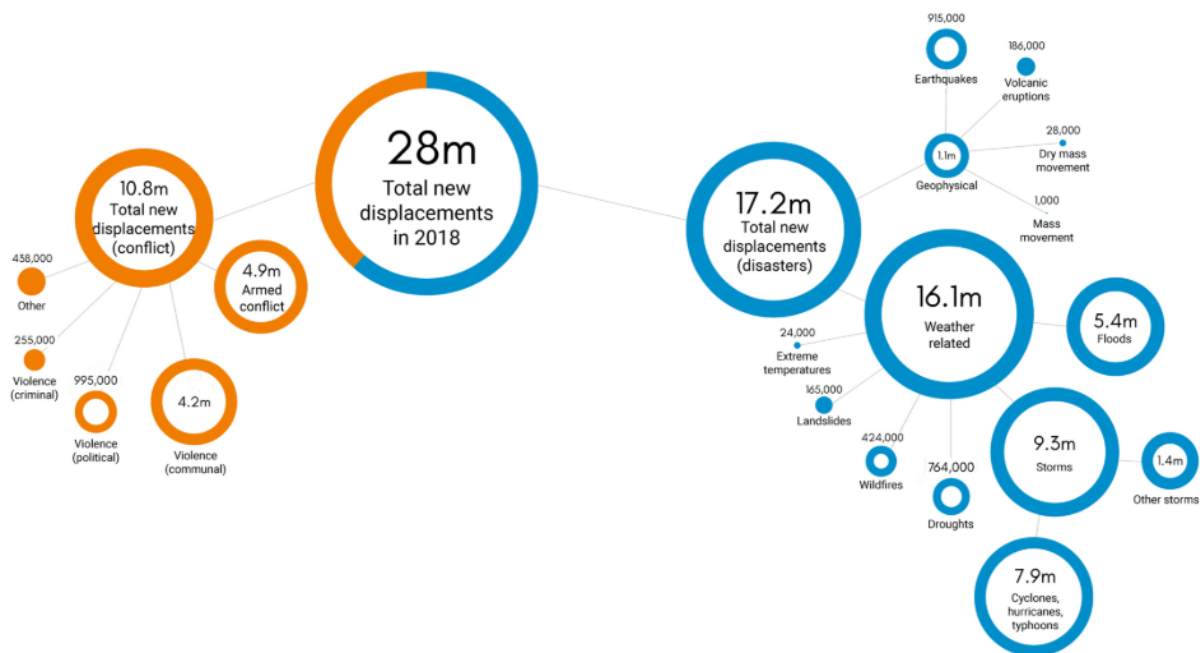 28m
Total new
displacements
in 2018
10.8m
Total new
displacements
(conflict)
4.9m
Armed
conflict
458,000
Other
255,000
Violence
(criminal)
995,000
Violence
(political)
4.2m
Violence
(communal)
17.2m
Total new
displacements
(disasters)
1.1m
Geophysical
915,000
Earthquakes
186,000
Volcanic
eruptions
28,000
Dry mass
movement
1,000
Mass
movement
16.1m
Weather
related
24,000
Extreme
temperatures
165,000
Landslides
424,000
Wildfires
764,000
Droughts
5.4m
Floods
9.3m
Storms
1.4m
Other storms
7.9m
Cyclones,
hurricanes,
typhoons